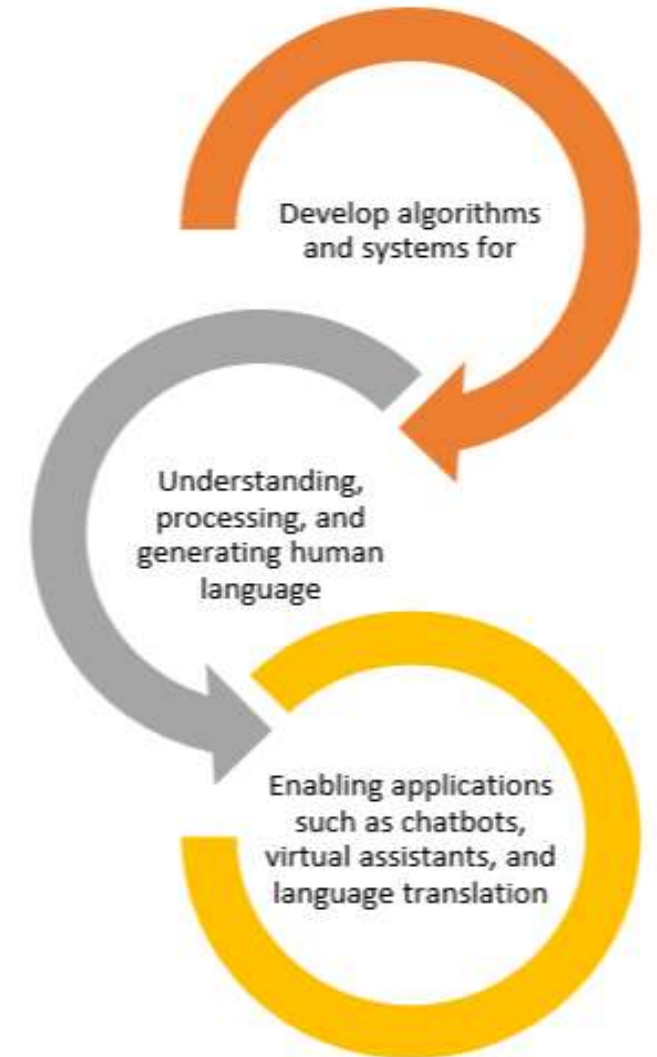 Develop algorithms
and systems for
Understanding,
processing, and
generating human
language
Enabling applications
such as chatbots,
virtual assistants, and
language translation